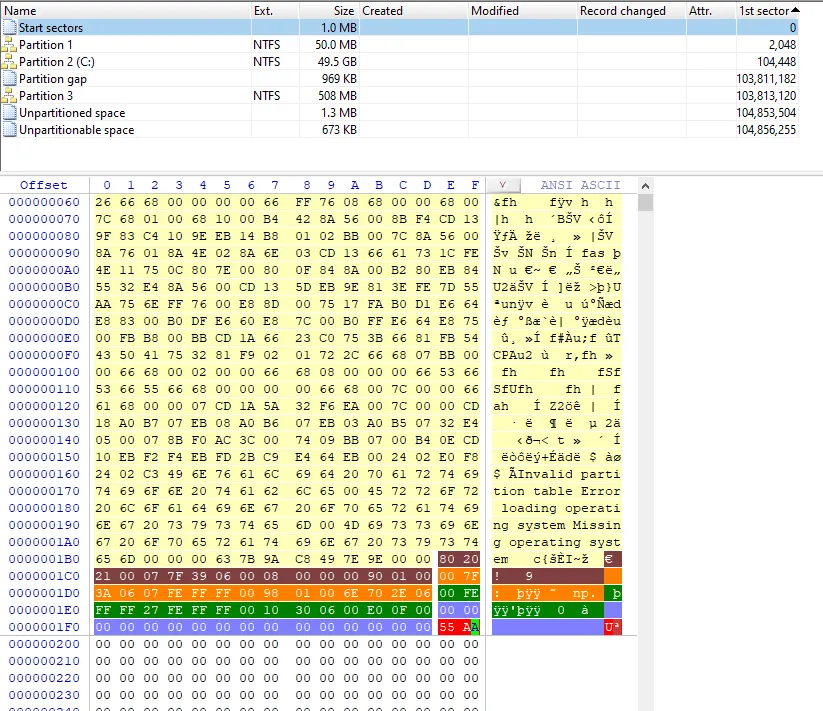 Name Ext. Size Created Modified Record changed Attr. 1st sector
Start sectors 1.0 MB 0
Partition 1 NTFS 50.0 MB 2,048
Partition 2 (C:) NTFS 49.5 GB 104,448
Partition gap 969 KB 103,811,182
Partition 3 NTFS 508 MB 103,813,120
Unpartitioned space 1.3 MB 104,853,504
Unpartitionable space 673 KB 104,856,255
Offset 0 1 2 3 4 5 6 7 8 9 A B C D E F ANSI ASCII
000000060 26 66 68 00 00 00 00 66 FF 76 08 68 00 00 68 00 &fh fÿv h h
000000070 7C 68 01 00 68 10 00 B4 42 8A 56 00 8B F4 CD 13 |h h ´BŠV ‹ôÍ
000000080 9F 83 C4 10 9E EB 14 B8 01 02 BB 00 7C 8A 56 00 ŸƒÄ žë ¸ » |ŠV
000000090 8A 76 01 8A 4E 02 8A 6E 03 CD 13 66 61 73 1C FE Šv ŠN Šn Í fas þ
0000000A0 4E 11 75 0C 80 7E 00 80 0F 84 8A 00 B2 80 EB 84 N u €~ € „Š ²€ë„
0000000B0 55 32 E4 8A 56 00 CD 13 5D EB 9E 81 3E FE 7D 55 U2äŠV Í ]ëž >þ}U
0000000C0 AA 75 6E FF 76 00 E8 8D 00 75 17 FA B0 D1 E6 64 ªunÿv è u ú°Ñæd
0000000D0 E8 83 00 B0 DF E6 60 E8 7C 00 B0 FF E6 64 E8 75 èƒ °ßæ`è| °ÿædèu
0000000E0 00 FB B8 00 BB CD 1A 66 23 C0 75 3B 66 81 FB 54 û¸ »Í f#Àu;f ûT
0000000F0 43 50 41 75 32 81 F9 02 01 72 2C 66 68 07 BB 00 CPAu2 ù r,fh »
000000100 00 66 68 00 02 00 00 66 68 08 00 00 00 66 53 66 fh fh fSf
000000110 53 66 55 66 68 00 00 00 00 66 68 00 7C 00 00 66 SfUfh fh | f
000000120 61 68 00 00 07 CD 1A 5A 32 F6 EA 00 7C 00 00 CD ah Í Z2öê | Í
000000130 18 A0 B7 07 EB 08 A0 B6 07 EB 03 A0 B5 07 32 E4 · ë ¶ ë µ 2ä
000000140 05 00 07 8B F0 AC 3C 00 74 09 BB 07 00 B4 0E CD ‹ð¬< t » ´ Í
000000150 10 EB F2 F4 EB FD 2B C9 E4 64 EB 00 24 02 E0 F8 ëòôëý+Éädë $ àø
000000160 24 02 C3 49 6E 76 61 6C 69 64 20 70 61 72 74 69 $ ÃInvalid parti
000000170 74 69 6F 6E 20 74 61 62 6C 65 00 45 72 72 6F 72 tion table Error
000000180 20 6C 6F 61 64 69 6E 67 20 6F 70 65 72 61 74 69 loading operati
000000190 6E 67 20 73 79 73 74 65 6D 00 4D 69 73 73 69 6E ng system Missin
0000001A0 67 20 6F 70 65 72 61 74 69 6E 67 20 73 79 73 74 g operating syst
0000001B0 65 6D 00 00 00 63 7B 9A C8 49 7E 9E 00 00 80 20 em c{šÈI~ž €
0000001C0 21 00 07 7F 39 06 00 08 00 00 00 90 01 00 00 7F ! 9
0000001D0 3A 06 07 FE FF FF 00 98 01 00 6E 70 2E 06 00 FE : þÿÿ ˜ np. þ
0000001E0 FF FF 27 FE FF FF 00 10 30 06 00 E0 0F 00 00 00 ÿÿ'þÿÿ 0 à
0000001F0 00 00 00 00 00 00 00 00 00 00 00 00 00 00 55 AA Uª
000000200 00 00 00 00 00 00 00 00 00 00 00 00 00 00 00 00
000000210 00 00 00 00 00 00 00 00 00 00 00 00 00 00 00 00
000000220 00 00 00 00 00 00 00 00 00 00 00 00 00 00 00 00
000000230 00 00 00 00 00 00 00 00 00 00 00 00 00 00 00 00